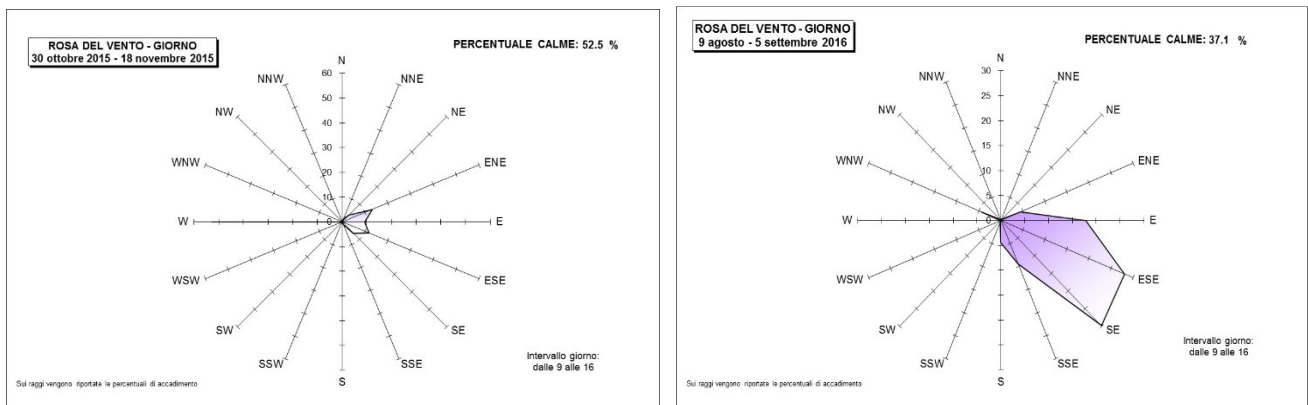 ROSA DEL VENTO - GIORNO
30 ottobre 2015 - 18 novembre 2015
PERCENTUALE CALME: 52.5 %
N
NNW
NNE
NW
NE
WNW
ENE
W
E
WSW
ESE
SW
SE
SSW
SSE
S
60
50
40
30
20
10
0
Intervallo giorno:
dalle 9 alle 16
Sui raggi vengono riportate le percentuali di accadimento
ROSA DEL VENTO - GIORNO
9 agosto - 5 settembre 2016
PERCENTUALE CALME: 37.1 %
N
NNW
NNE
NW
NE
WNW
ENE
W
E
WSW
ESE
SW
SE
SSW
SSE
S
30
25
20
15
10
5
0
Intervallo giorno:
dalle 9 alle 16
Sui raggi vengono riportate le percentuali di accadimento